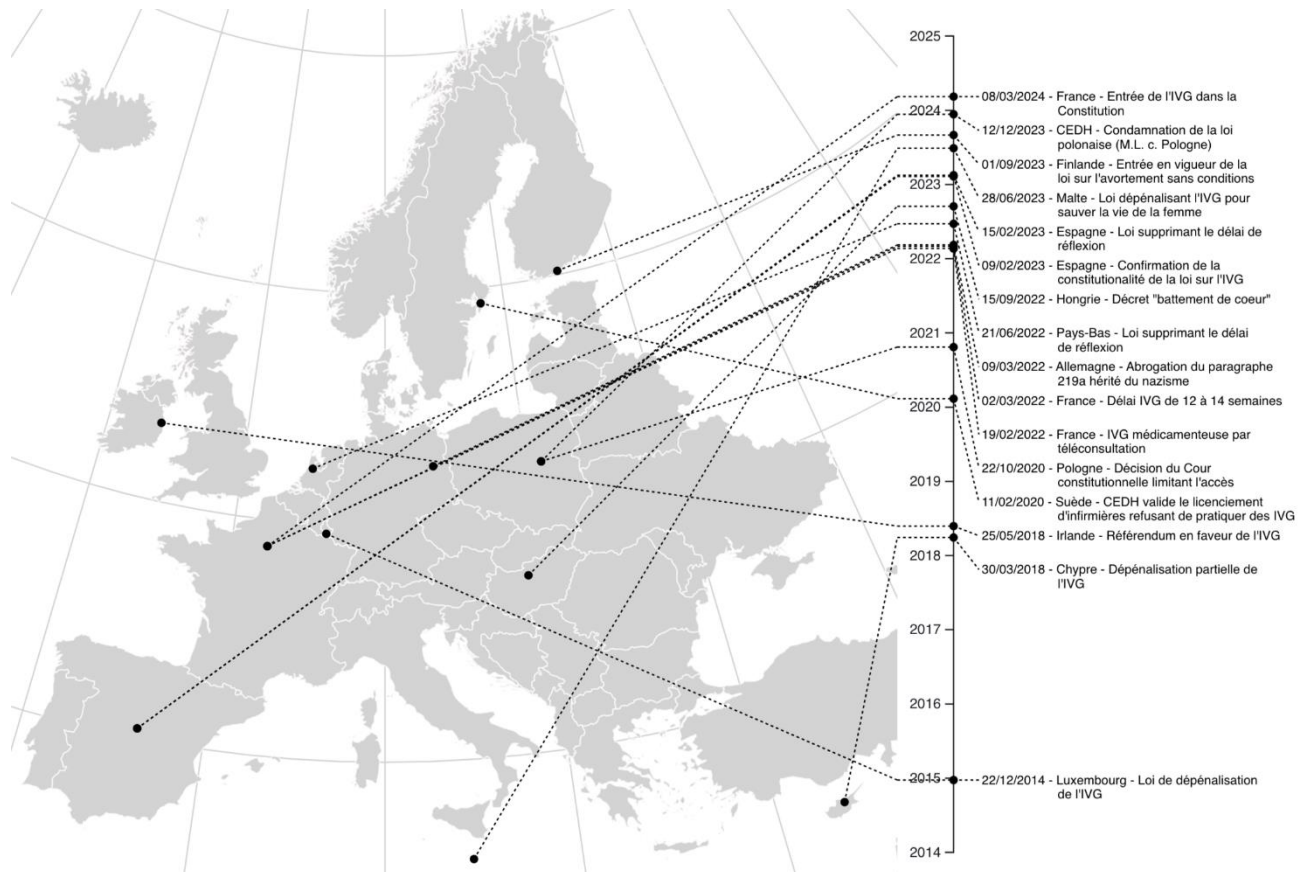 2025
2024
2023
2022
2021
2020
2019
2018
2017
2016
2015
2014
08/03/2024 - France - Entrée de l'IVG dans la
Constitution
12/12/2023 - CEDH - Condamnation de la loi
polonaise (M.L. c. Pologne)
01/09/2023 - Finlande - Entrée en vigueur de la
loi sur l'avortement sans conditions
28/06/2023 - Malte - Loi dépénalisant l'IVG pour
sauver la vie de la femme
15/02/2023 - Espagne - Loi supprimant le délai de
réflexion
09/02/2023 - Espagne - Confirmation de la
constitutionalité de la loi sur l'IVG
15/09/2022 - Hongrie - Décret "battement de coeur"
21/06/2022 - Pays-Bas - Loi supprimant le délai
de réflexion
09/03/2022 - Allemagne - Abrogation du paragraphe
219a hérité du nazisme
02/03/2022 - France - Délai IVG de 12 à 14 semaines
19/02/2022 - France - IVG médicamenteuse par
téléconsultation
22/10/2020 - Pologne - Décision du Cour
constitutionnelle limitant l'accès
11/02/2020 - Suède - CEDH valide le licenciement
d'infirmières refusant de pratiquer des IVG
25/05/2018 - Irlande - Référendum en faveur de l'IVG
30/03/2018 - Chypre - Dépénalisation partielle de
l'IVG
22/12/2014 - Luxembourg - Loi de dépénalisation
de l'IVG